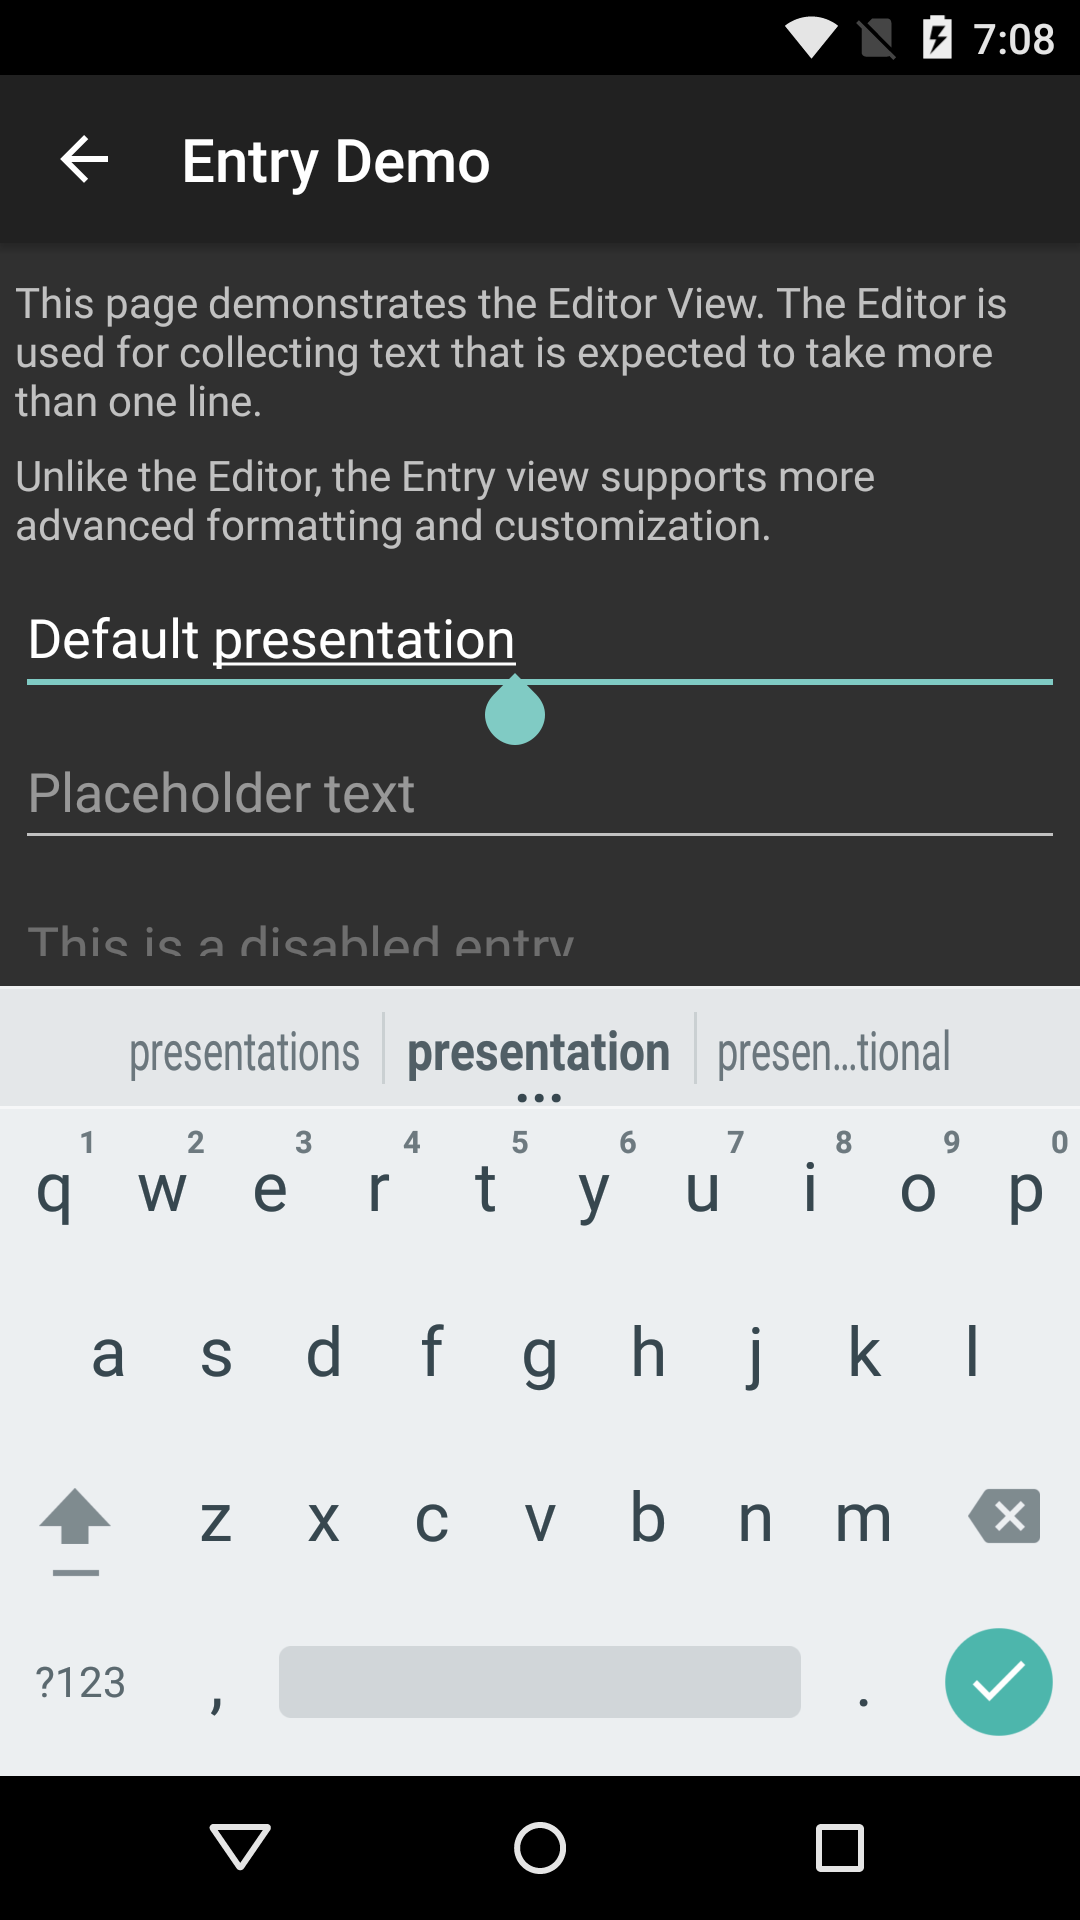 7:08
Entry Demo
This page demonstrates the Editor View. The Editor is
used for collecting text that is expected to take more
than one line.
Unlike the Editor, the Entry view supports more
advanced formatting and customization.
Default presentation
Placeholder text
This is a disabled entry
presentations presentation presen...tional
1 2 3 4 5 6 7 8 9 0
q w e r t y u i o p
a s d f g h j k l
z x c v b n m
?123 , .